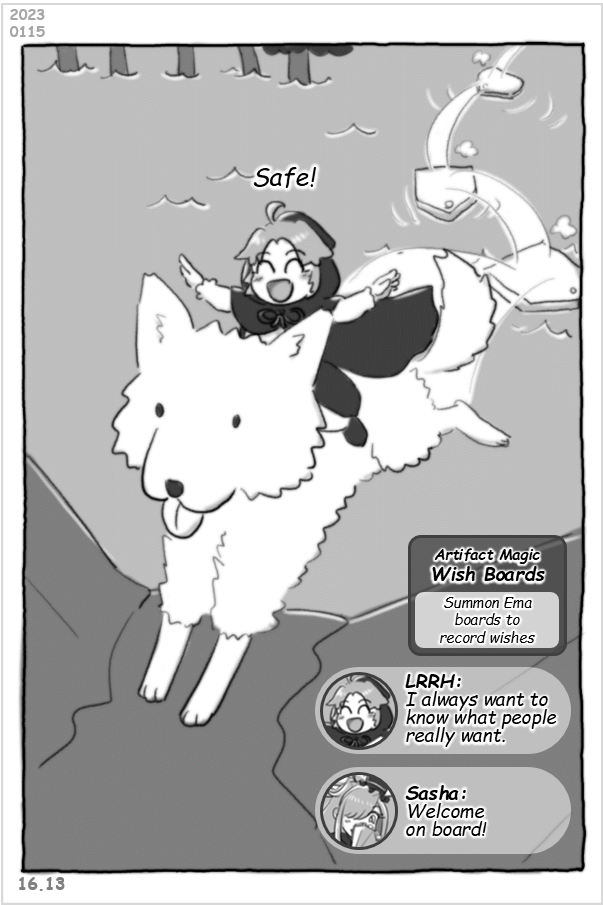 2023
0115
Safe!
Artifact Magic
Wish Boards
Summon Ema
boards to
record wishes
LRRH:
I always want to
know what people
really want.
Sasha:
Welcome
on board!
16.13